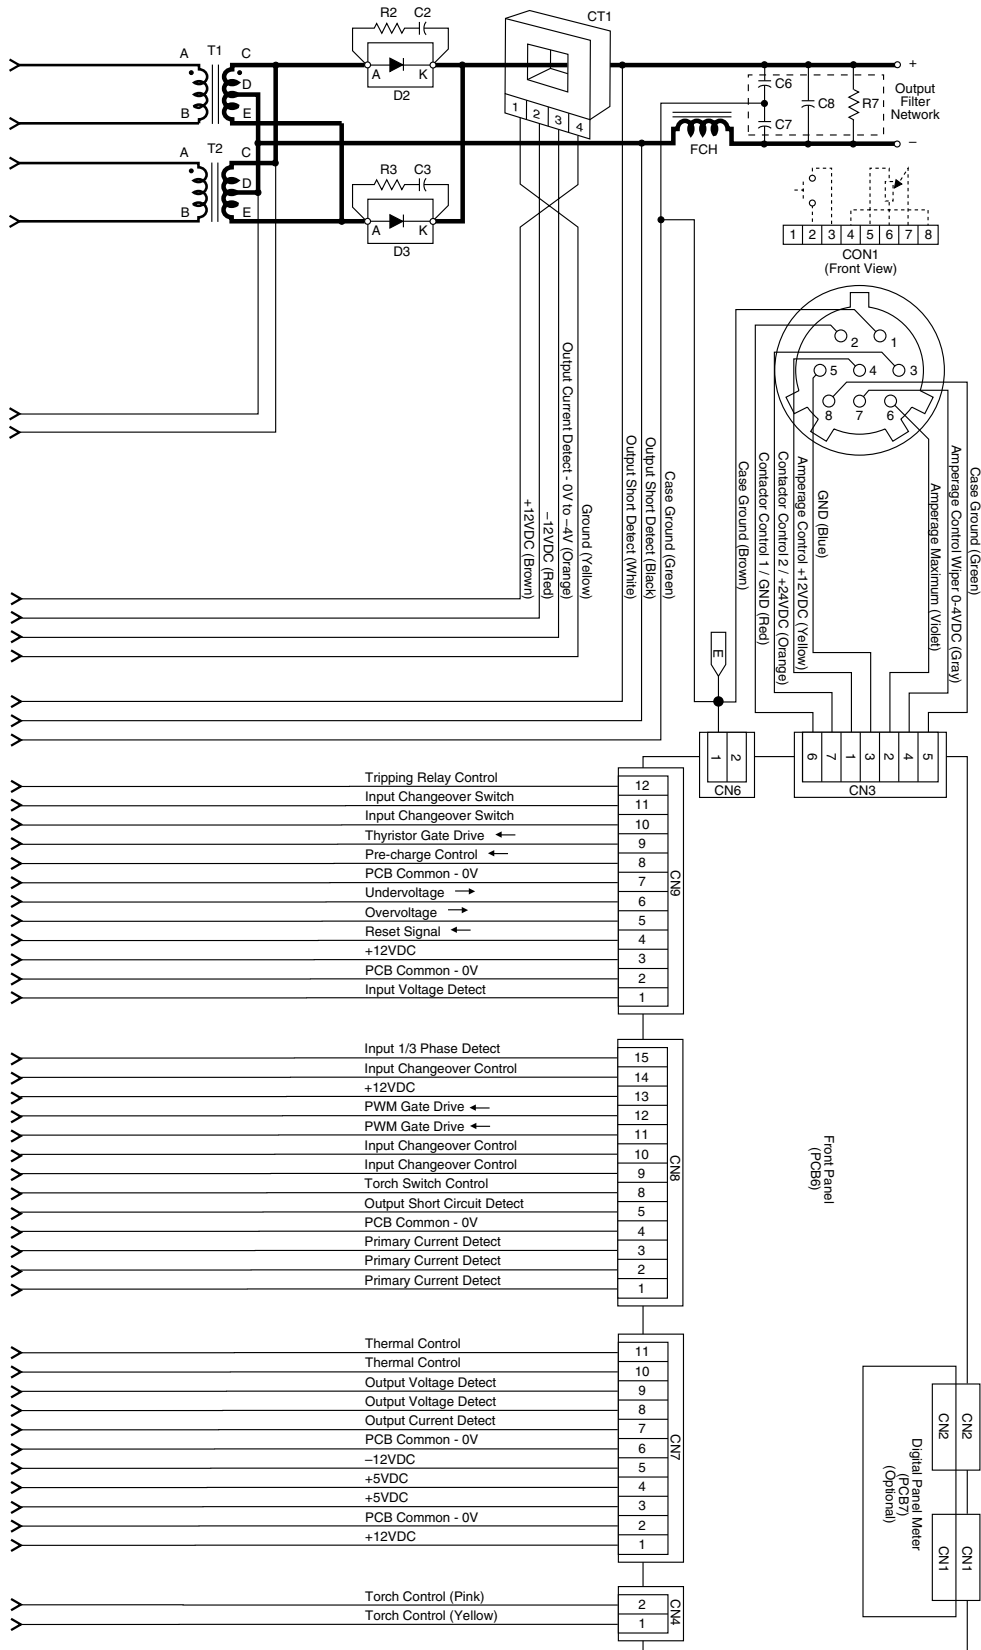 R2 C2
CT1
A T1 C
D
B E
A K
D2
1 2 3 4
C6
C7
C8
R7
+
Output
Filter
Network
–
FCH
A T2 C
D
B E
R3 C3
A K
D3
1 2 3 4 5 6 7 8
CON1
(Front View)
2 1
5 4 3
8 7 6
+12VDC (Brown)
–12VDC (Red)
Output Current Detect - 0V to –4V (Orange)
Ground (Yellow)
Output Short Detect (White)
Output Short Detect (Black)
Case Ground (Green)
Case Ground (Brown)
Contactor Control 1 / GND (Red)
Contactor Control 2 / +24VDC (Orange)
Amperage Control +12VDC (Yellow)
GND (Blue)
Amperage Maximum (Violet)
Amperage Control Wiper 0-4VDC (Gray)
Case Ground (Green)
E
1 2
CN6
6 7 1 3 2 4 5
CN3
Tripping Relay Control 12
Input Changeover Switch 11
Input Changeover Switch 10
Thyristor Gate Drive ← 9
Pre-charge Control ← 8
PCB Common - 0V 7
Undervoltage → 6
Overvoltage → 5
Reset Signal ← 4
+12VDC 3
PCB Common - 0V 2
Input Voltage Detect 1
CN9
Input 1/3 Phase Detect 15
Input Changeover Control 14
+12VDC 13
PWM Gate Drive ← 12
PWM Gate Drive ← 11
Input Changeover Control 10
Input Changeover Control 9
Torch Switch Control 8
Output Short Circuit Detect 5
PCB Common - 0V 4
Primary Current Detect 3
Primary Current Detect 2
Primary Current Detect 1
CN8
Front Panel
(PCB6)
Thermal Control 11
Thermal Control 10
Output Voltage Detect 9
Output Voltage Detect 8
Output Current Detect 7
PCB Common - 0V 6
–12VDC 5
+5VDC 4
+5VDC 3
PCB Common - 0V 2
+12VDC 1
CN7
Digital Panel Meter
(PCB7)
(Optional)
CN2 CN2
CN1 CN1
Torch Control (Pink) 2
Torch Control (Yellow) 1
CN4